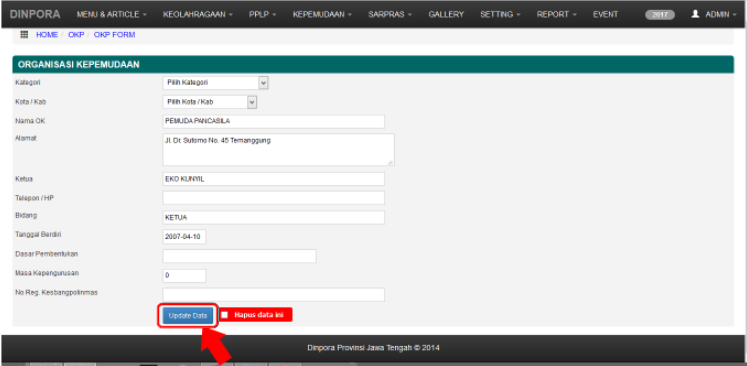 DINPORA MENU & ARTICLE KEOLAHRAGAAN PPLP KEPEMUDAAN SARPRAS GALLERY SETTING REPORT EVENT 2017 ADMIN
HOME / OKP / OKP FORM
ORGANISASI KEPEMUDAAN
Kategori Pilih Kategori
Kota / Kab Pilih Kota / Kab
Nama OK PEMUDA PANCASILA
Alamat Jl. Dr. Sutomo No. 45 Temanggung
Ketua EKO KUNYIL
Telepon / HP
Bidang KETUA
Tanggal Berdiri 2007-04-10
Dasar Pembentukan
Masa Kepengurusan 0
No Reg. Kesbangpolinmas
Update Data Hapus data ini
Dinpora Provinsi Jawa Tengah © 2014